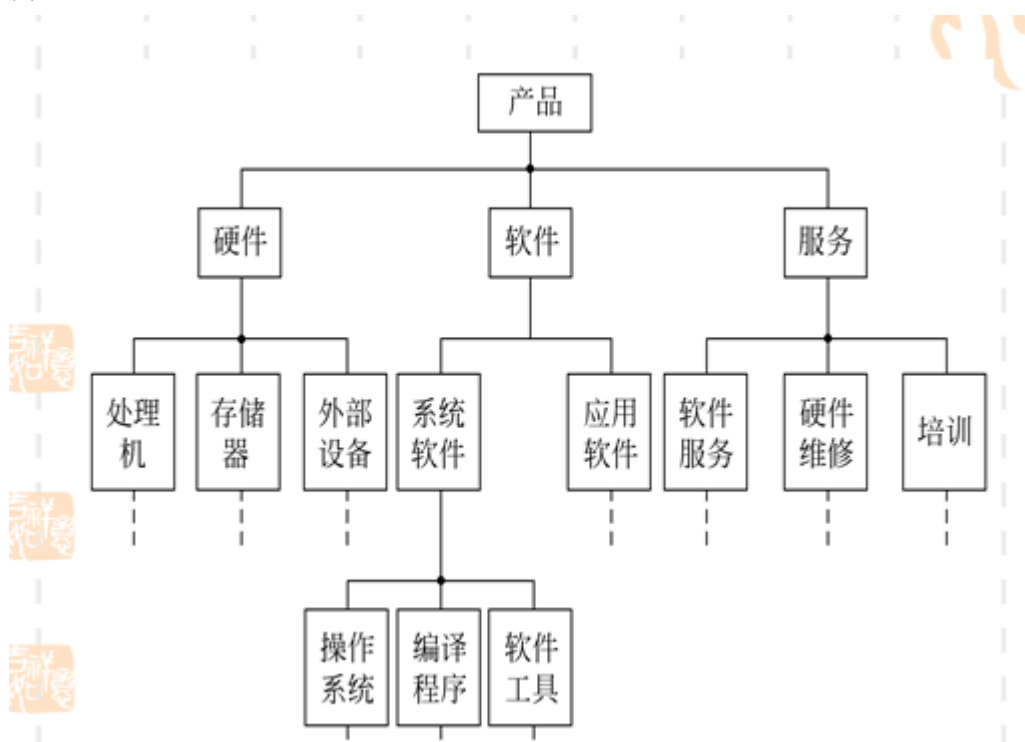 产品
硬件
软件
服务
处理
机
存储
器
外部
设备
系统
软件
应用
软件
软件
服务
硬件
维修
培训
操作
系统
编译
程序
软件
工具